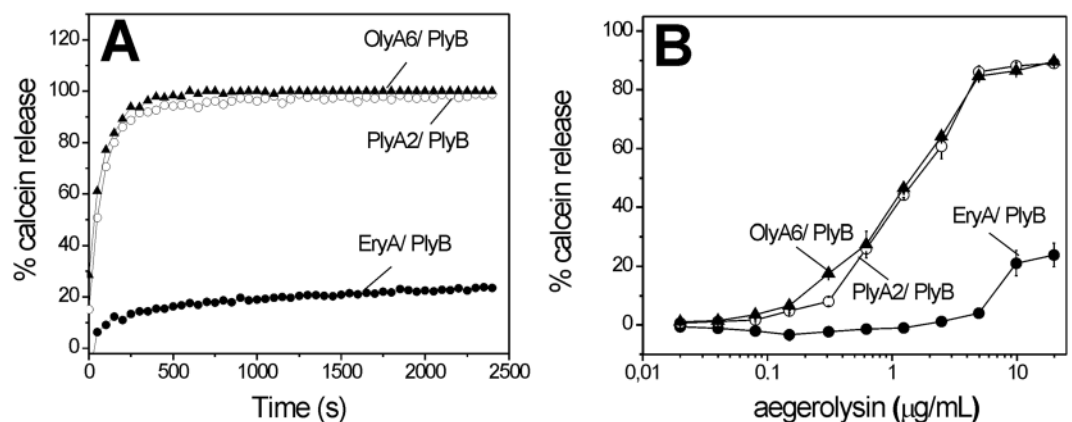 A
120
100
80
60
40
20
0
% calcein release
OlyA6/ PlyB
PlyA2/ PlyB
EryA/ PlyB
0
500
1000
1500
2000
2500
Time (s)
B
100
80
60
40
20
0
% calcein release
OlyA6/ PlyB
PlyA2/ PlyB
EryA/ PlyB
0,01
0.1
1
10
aegerolysin (μg/mL)